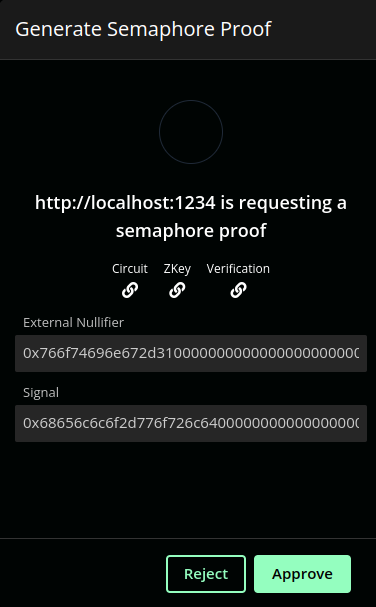 Generate Semaphore Proof
http://localhost:1234 is requesting a
semaphore proof
Circuit ZKey Verification
External Nullifier
0x766f74696e672d3100000000000000000000000
Signal
0x68656c6c6f2d776f726c6400000000000000000
Reject Approve